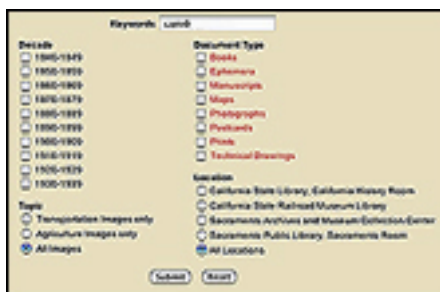 Keywords
Decade
1840-1849
1850-1859
1860-1869
1870-1879
1880-1889
1890-1899
1900-1909
1910-1919
1920-1929
1930-1939
Topic
Transportation Images only
Agriculture Images only
All Images
Document Type
Books
Ephemera
Manuscripts
Maps
Photographs
Postcards
Prints
Technical Drawings
Location
California State Library, California History Room
California State Railroad Museum Library
Sacramento Archives and Museum Collection Center
Sacramento Public Library, Sacramento Room
All Locations
Submit Reset